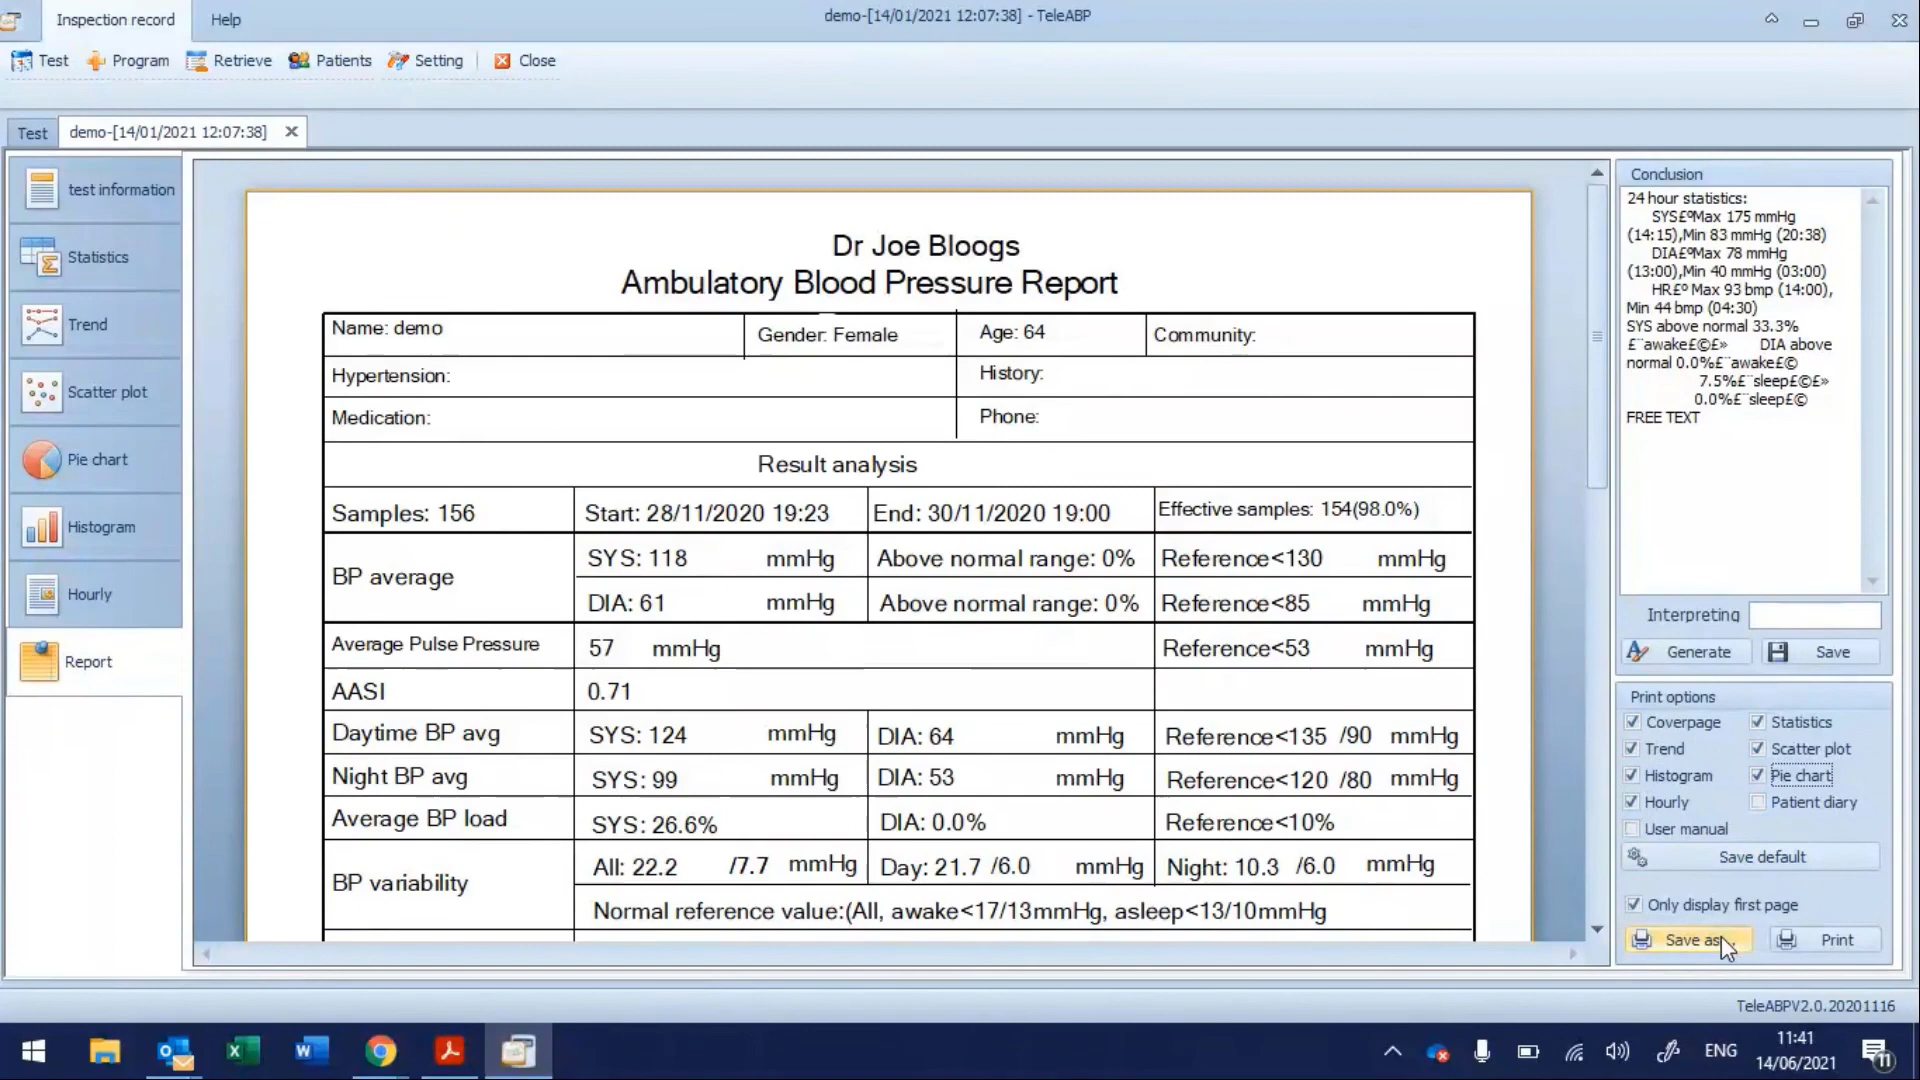 Inspection record Help demo-[14/01/2021 12:07:38] - TeleABP
Test Program Retrieve Patients Setting Close
Test demo-[14/01/2021 12:07:38]
test information
Statistics
Trend
Scatter plot
Pie chart
Histogram
Hourly
Report
Dr Joe Bloogs
Ambulatory Blood Pressure Report
Name: demo Gender: Female Age: 64 Community:
Hypertension: History:
Medication: Phone:
Result analysis
Samples: 156 Start: 28/11/2020 19:23 End: 30/11/2020 19:00 Effective samples: 154(98.0%)
BP average
SYS: 118 mmHg Above normal range: 0% Reference<130 mmHg
DIA: 61 mmHg Above normal range: 0% Reference<85 mmHg
Average Pulse Pressure 57 mmHg Reference<53 mmHg
AASI 0.71
Daytime BP avg SYS: 124 mmHg DIA: 64 mmHg Reference<135 /90 mmHg
Night BP avg SYS: 99 mmHg DIA: 53 mmHg Reference<120 /80 mmHg
Average BP load SYS: 26.6% DIA: 0.0% Reference<10%
BP variability
All: 22.2 /7.7 mmHg Day: 21.7 /6.0 mmHg Night: 10.3 /6.0 mmHg
Normal reference value:(All, awake<17/13mmHg, asleep<13/10mmHg
Conclusion
24 hour statistics:
SYS£ºMax 175 mmHg
(14:15),Min 83 mmHg (20:38)
DIA£ºMax 78 mmHg
(13:00),Min 40 mmHg (03:00)
HR£º Max 93 bmp (14:00),
Min 44 bmp (04:30)
SYS above normal 33.3%
£¨awake£©£» DIA above
normal 0.0%£¨awake£©
7.5%£¨sleep£©£»
0.0%£¨sleep£©
FREE TEXT
Interpreting
Generate Save
Print options
Coverpage Statistics
Trend Scatter plot
Histogram Pie chart
Hourly Patient diary
User manual
Save default
Only display first page
Save as... Print
TeleABPV2.0.20201116
ENG 11:41
14/06/2021
11